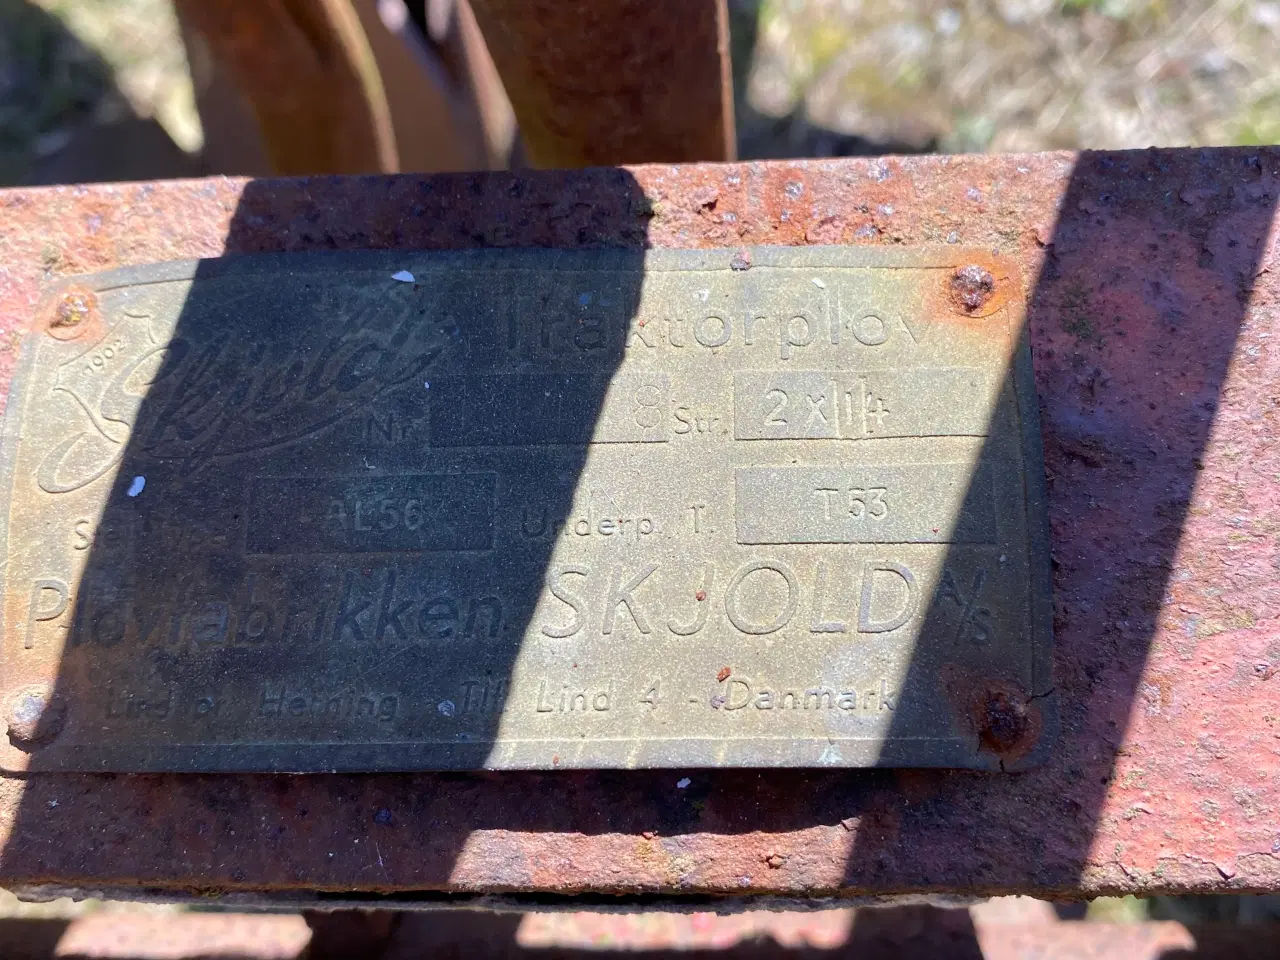 1902 Skjold Traktorplov
Nr. 8 Str. 2 x 14
AL56 Underp. T. T53
Plovfabrikken SKJOLD A/S
Lind pr. Herning - Tlf. Lind 4 - Danmark